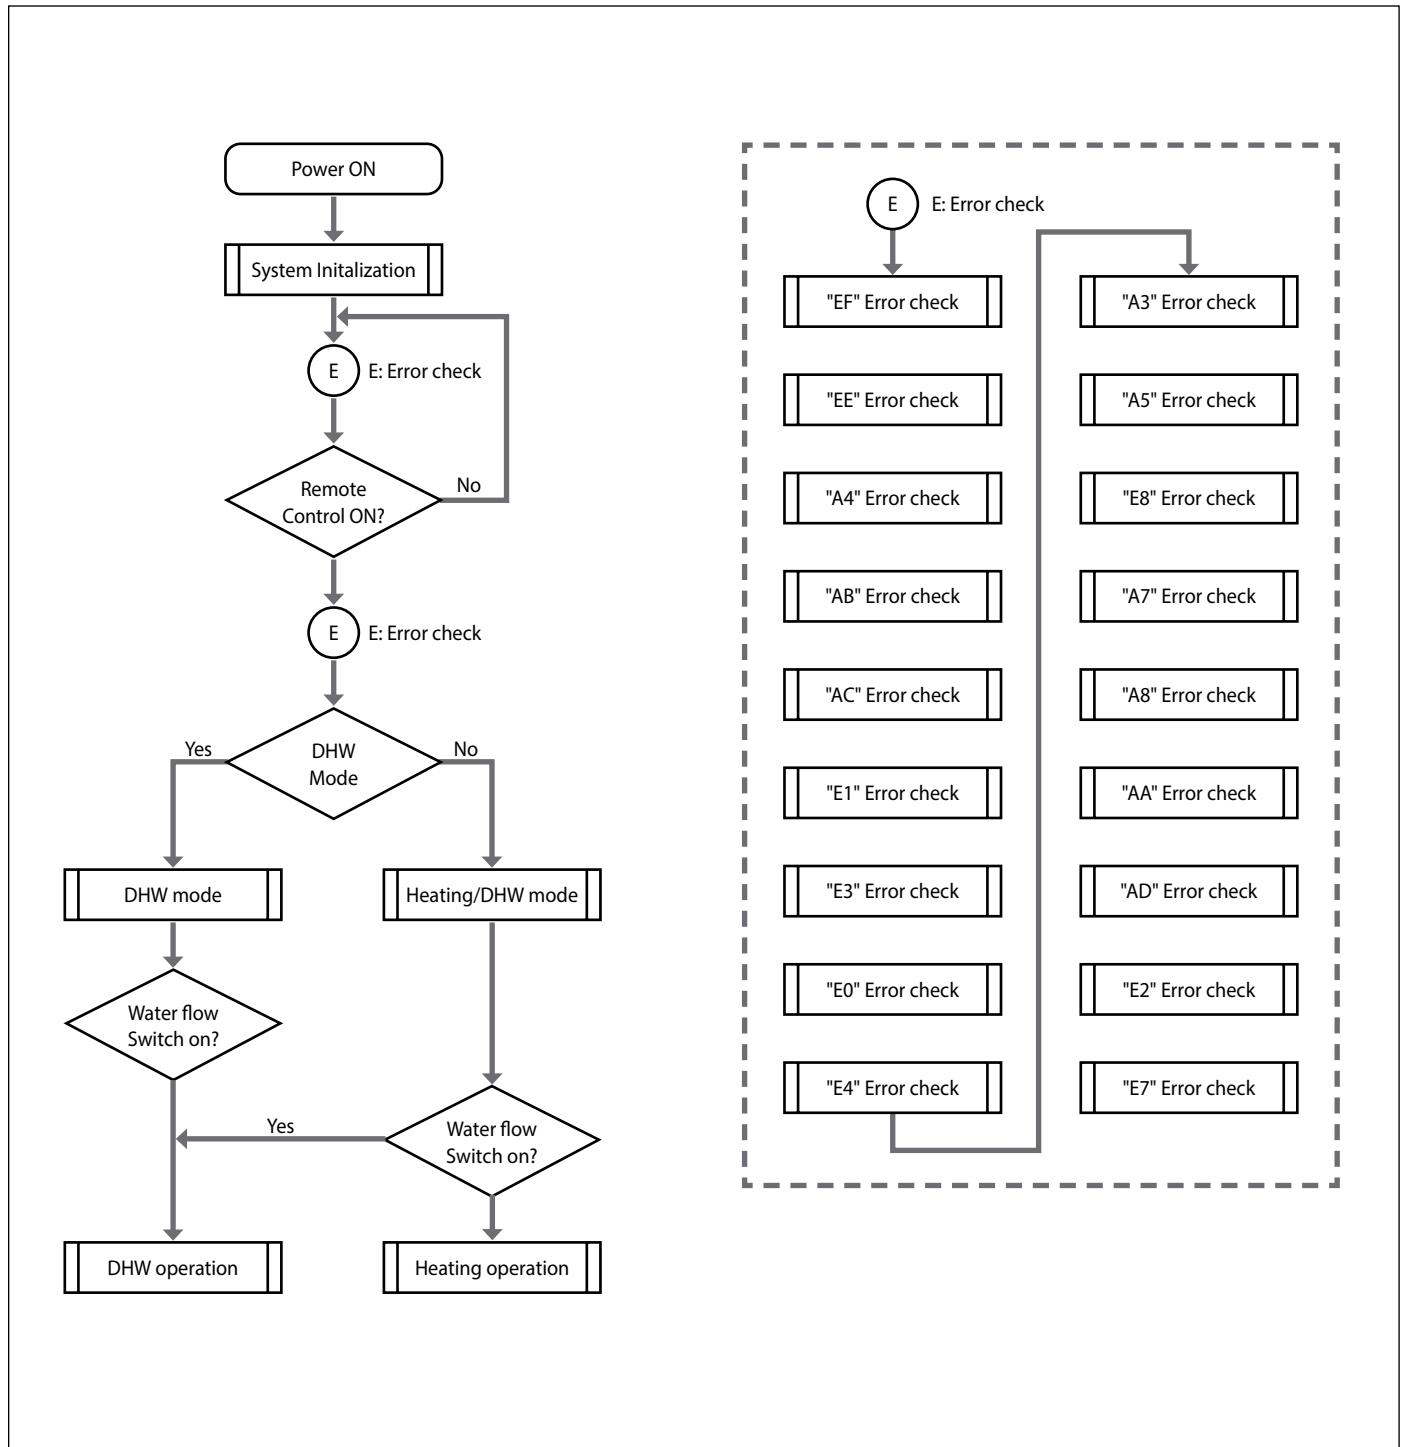 Power ON
System Initalization
E
E: Error check
Remote
Control ON?
No
E
E: Error check
DHW
Mode
Yes
No
DHW mode
Heating/DHW mode
Water flow
Switch on?
Water flow
Switch on?
Yes
DHW operation
Heating operation
E
E: Error check
"EF" Error check
"EE" Error check
"A4" Error check
"AB" Error check
"AC" Error check
"E1" Error check
"E3" Error check
"E0" Error check
"E4" Error check
"A3" Error check
"A5" Error check
"E8" Error check
"A7" Error check
"A8" Error check
"AA" Error check
"AD" Error check
"E2" Error check
"E7" Error check